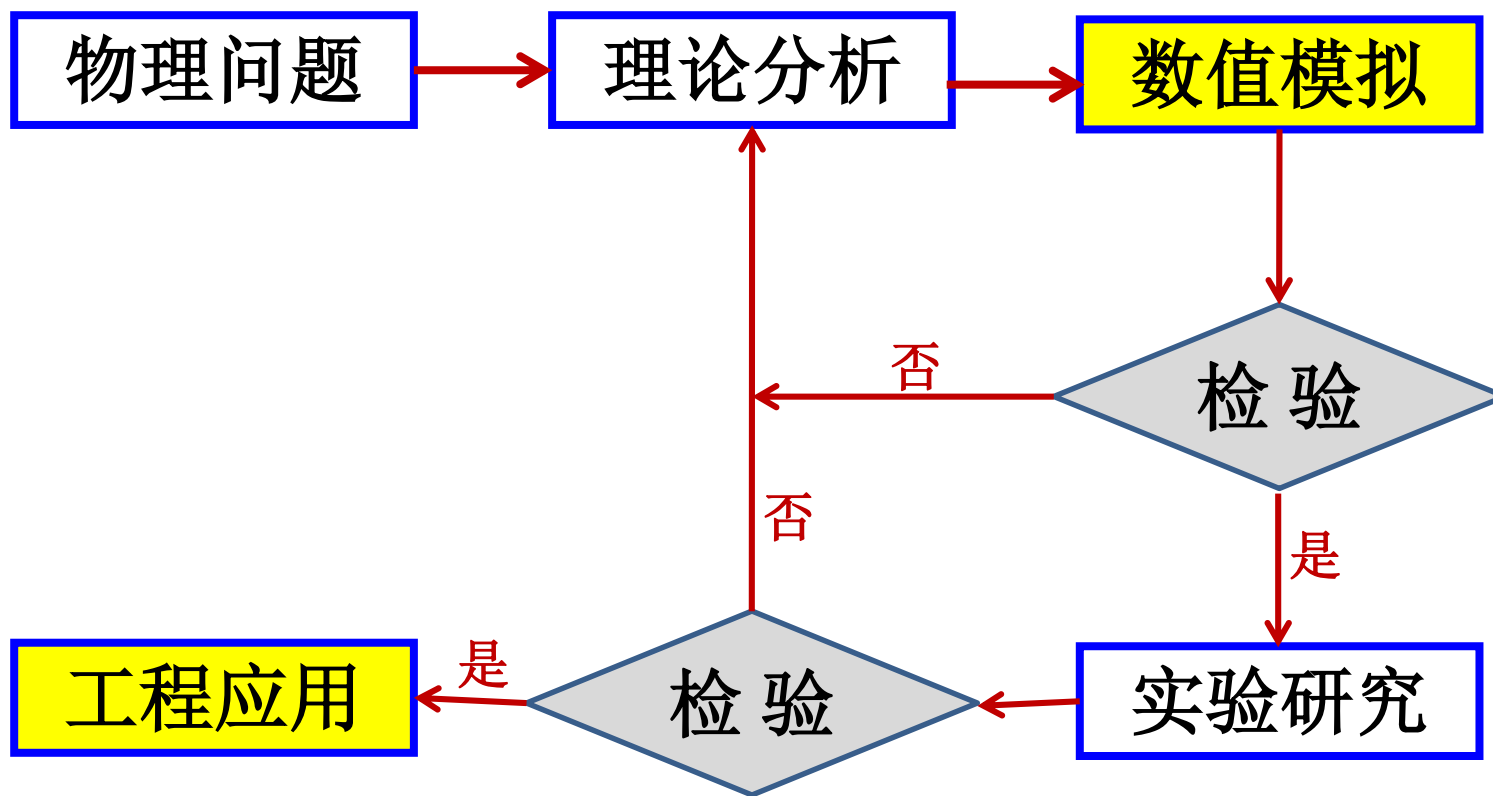 物理问题
理论分析
数值模拟
否
检 验
否
是
工程应用
是
检 验
实验研究